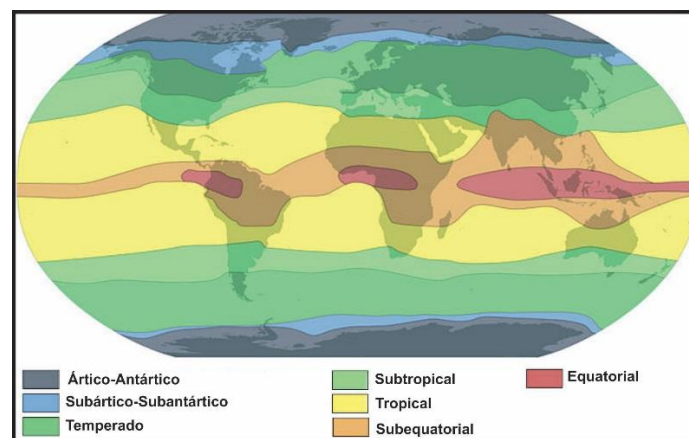 Ártico-Antártico
Subártico-Subantártico
Temperado
Subtropical
Tropical
Subequatorial
Equatorial